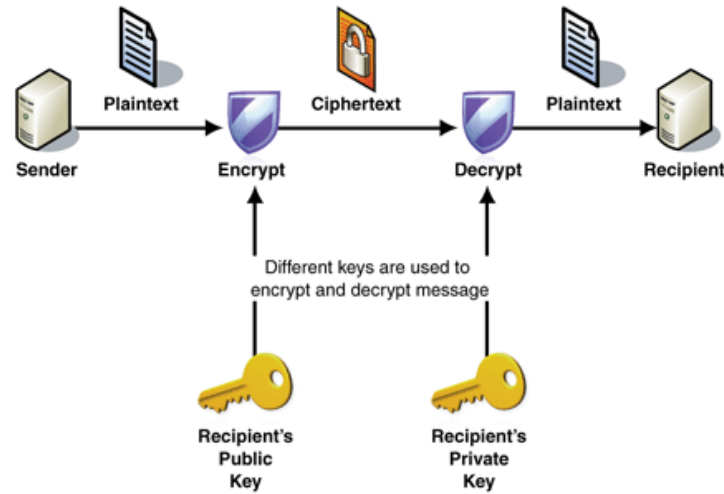 Plaintext
Ciphertext
Plaintext
Sender
Encrypt
Decrypt
Recipient
Different keys are used to
encrypt and decrypt message
Recipient's
Public
Key
Recipient's
Private
Key